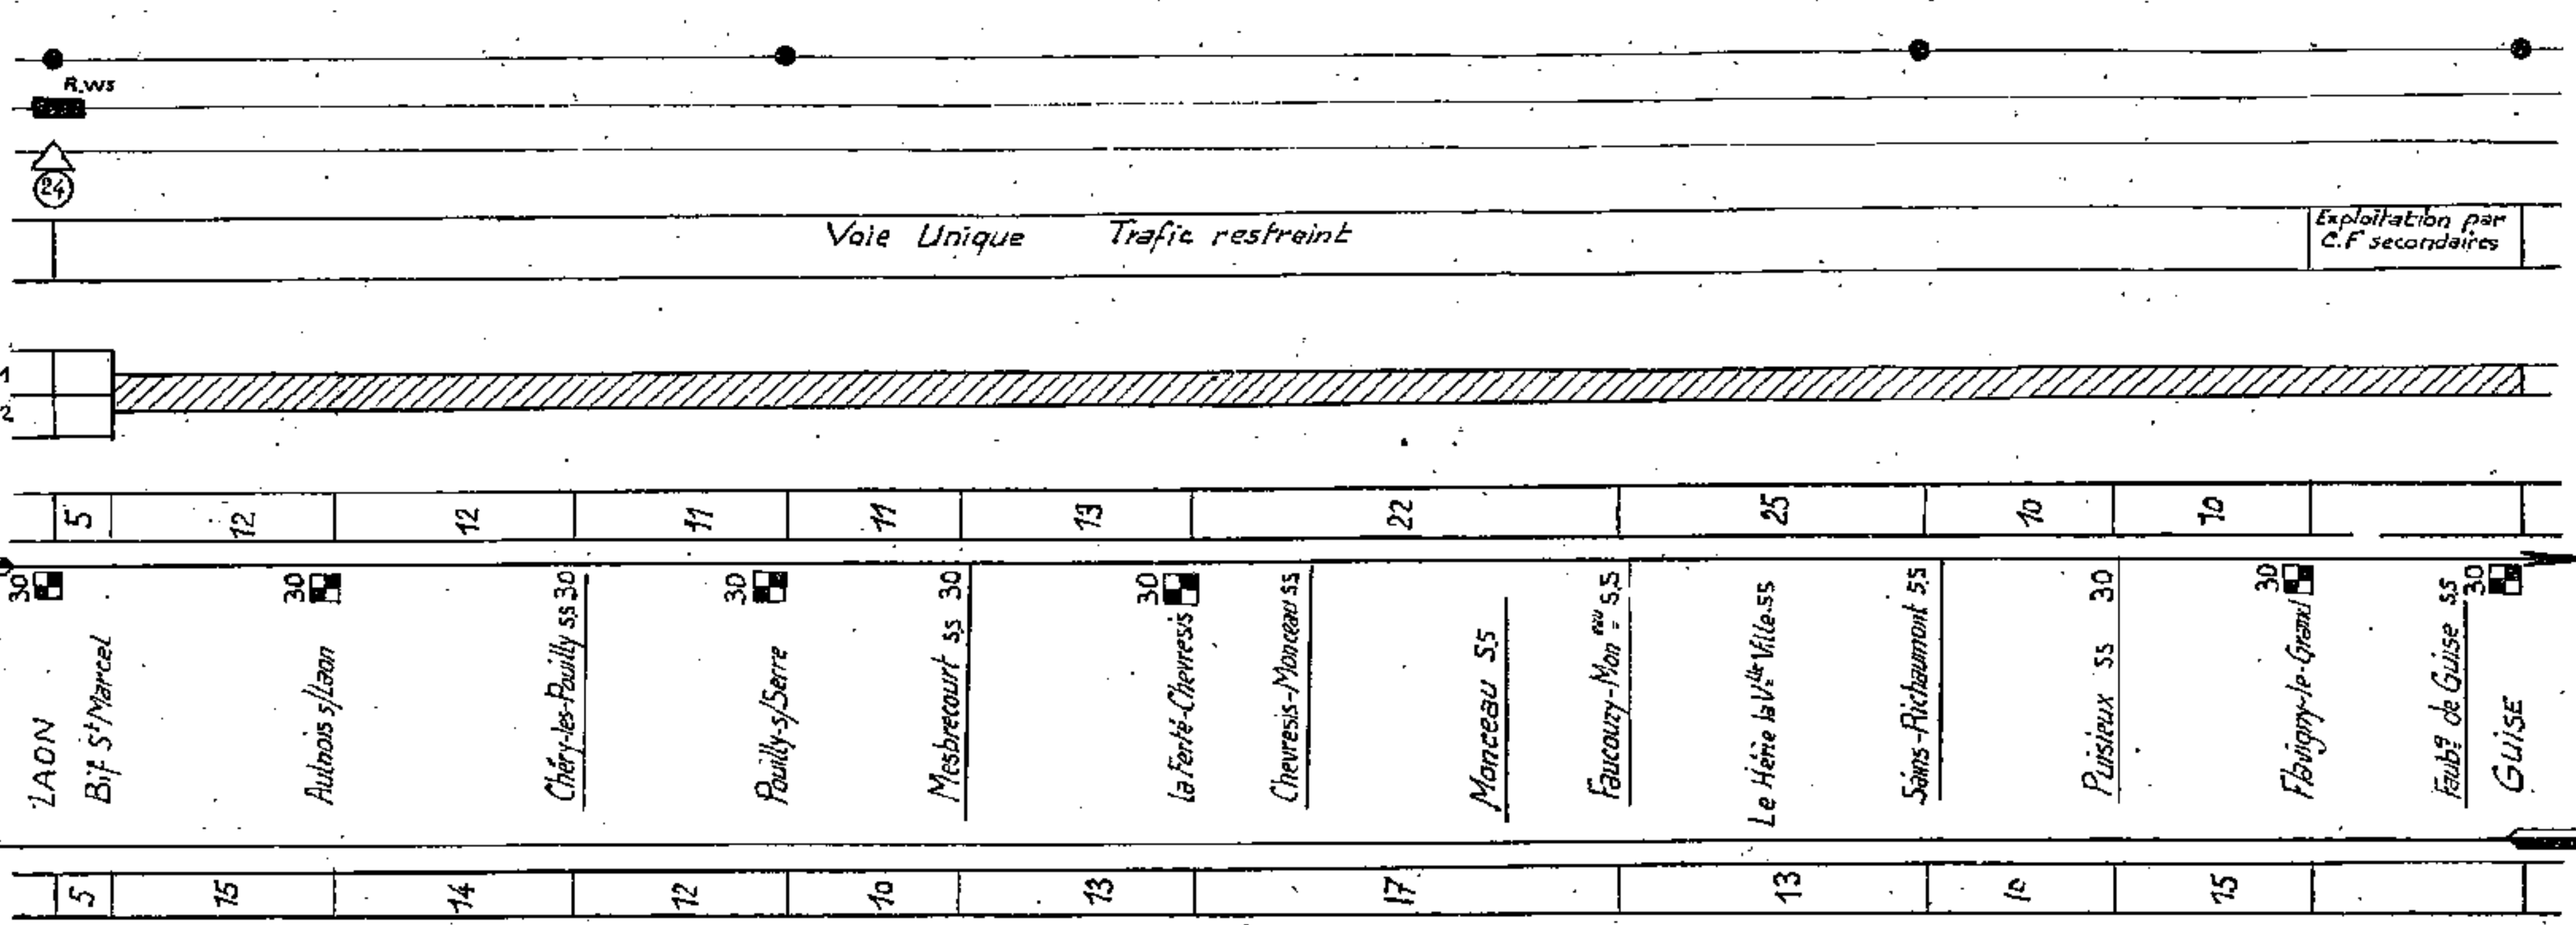 R.ws
24
Voie Unique Trafic restreint
Exploitation par
C.F secondaires
1
2
5 12 12 11 11 13 22 25 10 10
30 30 30 30 30 30 30 30 30
LAON
Bif St Marcel
Aulnois s/Laon
Chéry-les-Pouilly ss
Pouilly-s/Serre
Mesbrecourt ss
La Ferté-Chevresis
Chevresis-Monceau ss
Monceau ss
Faucouzy-Mon eau ss
Le Hérie la Vlle Ville ss
Sains-Richaumont ss
Puisieux ss
Flavigny-le-Grand
Faubg de Guise ss
GUISE
5 15 14 12 10 13 17 13 10 15